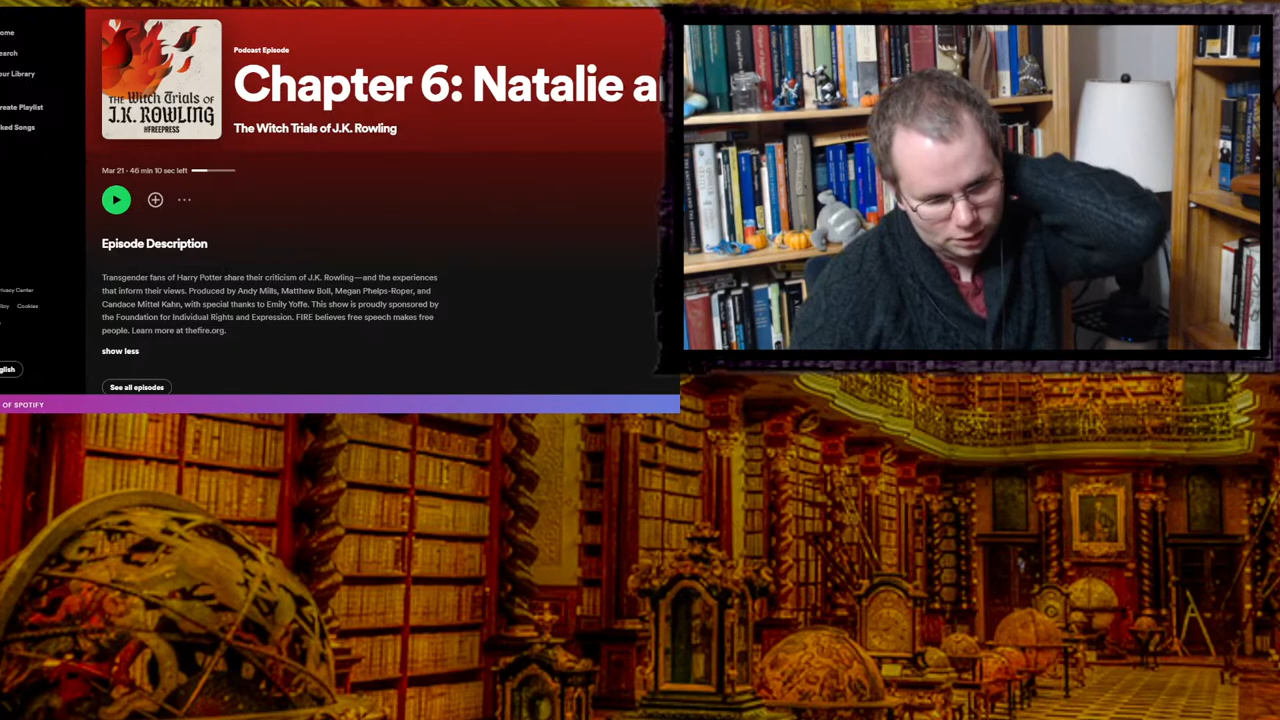 ome
earch
our Library
reate Playlist
ked Songs
rivacy Center
licy Cookies
glish
OF SPOTIFY
THE WITCH TRIALS OF
J.K. ROWLING
#FREEPRESS
Podcast Episode
Chapter 6: Natalie a
The Witch Trials of J.K. Rowling
Mar 21 · 46 min 10 sec left
Episode Description
Transgender fans of Harry Potter share their criticism of J.K. Rowling—and the experiences
that inform their views. Produced by Andy Mills, Matthew Boll, Megan Phelps-Roper, and
Candace Mittel Kahn, with special thanks to Emily Yoffe. This show is proudly sponsored by
the Foundation for Individual Rights and Expression. FIRE believes free speech makes free
people. Learn more at thefire.org.
show less
See all episodes